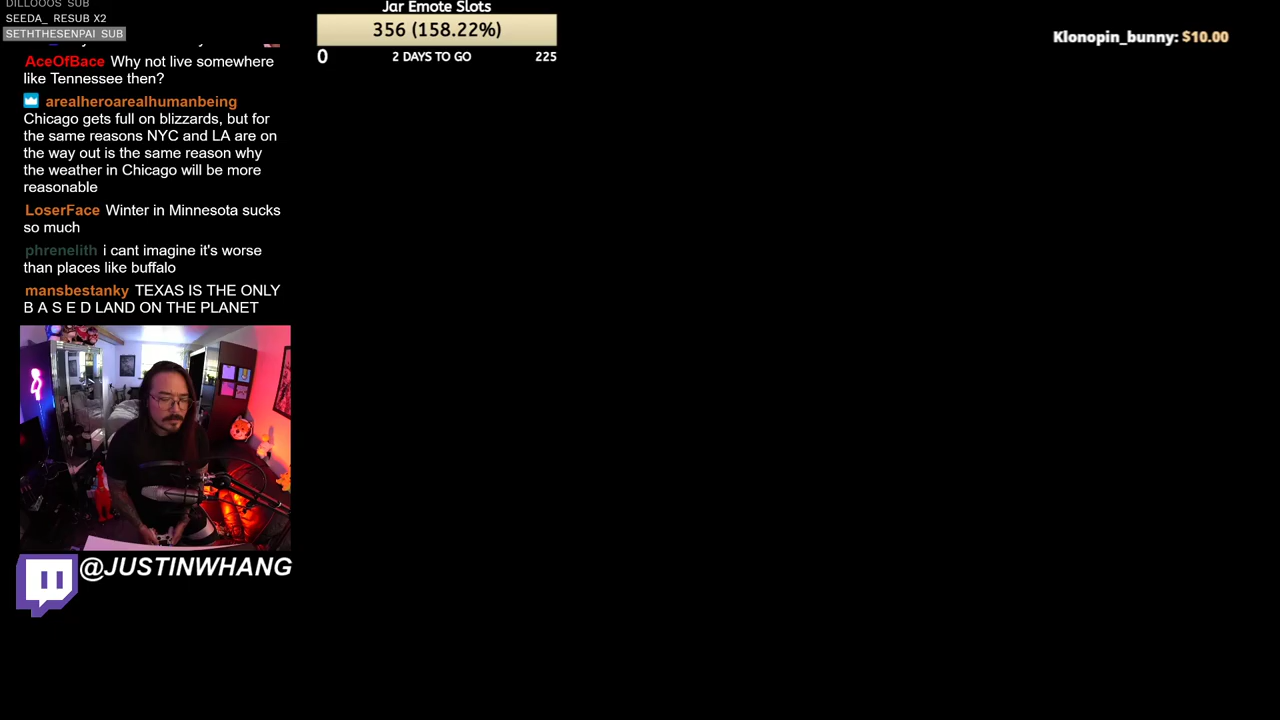 DILLOOOS SUB
SEEDA_ RESUB X2
SETHTHESENPAI SUB
AceOfBace Why not live somewhere
like Tennessee then?
arealheroarealhumanbeing
Chicago gets full on blizzards, but for
the same reasons NYC and LA are on
the way out is the same reason why
the weather in Chicago will be more
reasonable
LoserFace Winter in Minnesota sucks
so much
phrenelith i cant imagine it's worse
than places like buffalo
mansbestanky TEXAS IS THE ONLY
B A S E D LAND ON THE PLANET
@JUSTINWHANG
Jar Emote Slots
356 (158.22%)
0 2 DAYS TO GO 225
Klonopin_bunny: $10.00